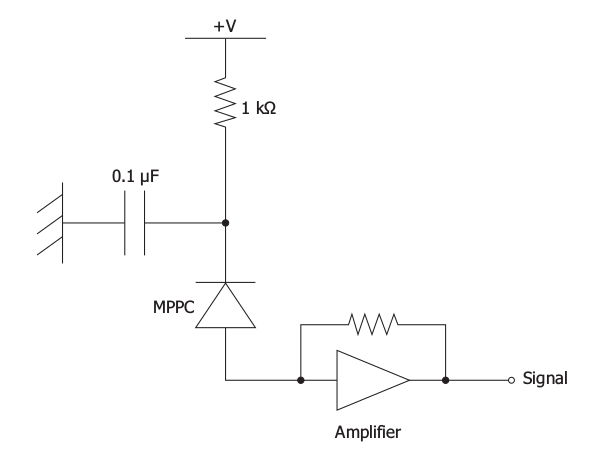 +V
1 kΩ
0.1 µF
MPPC
Signal
Amplifier